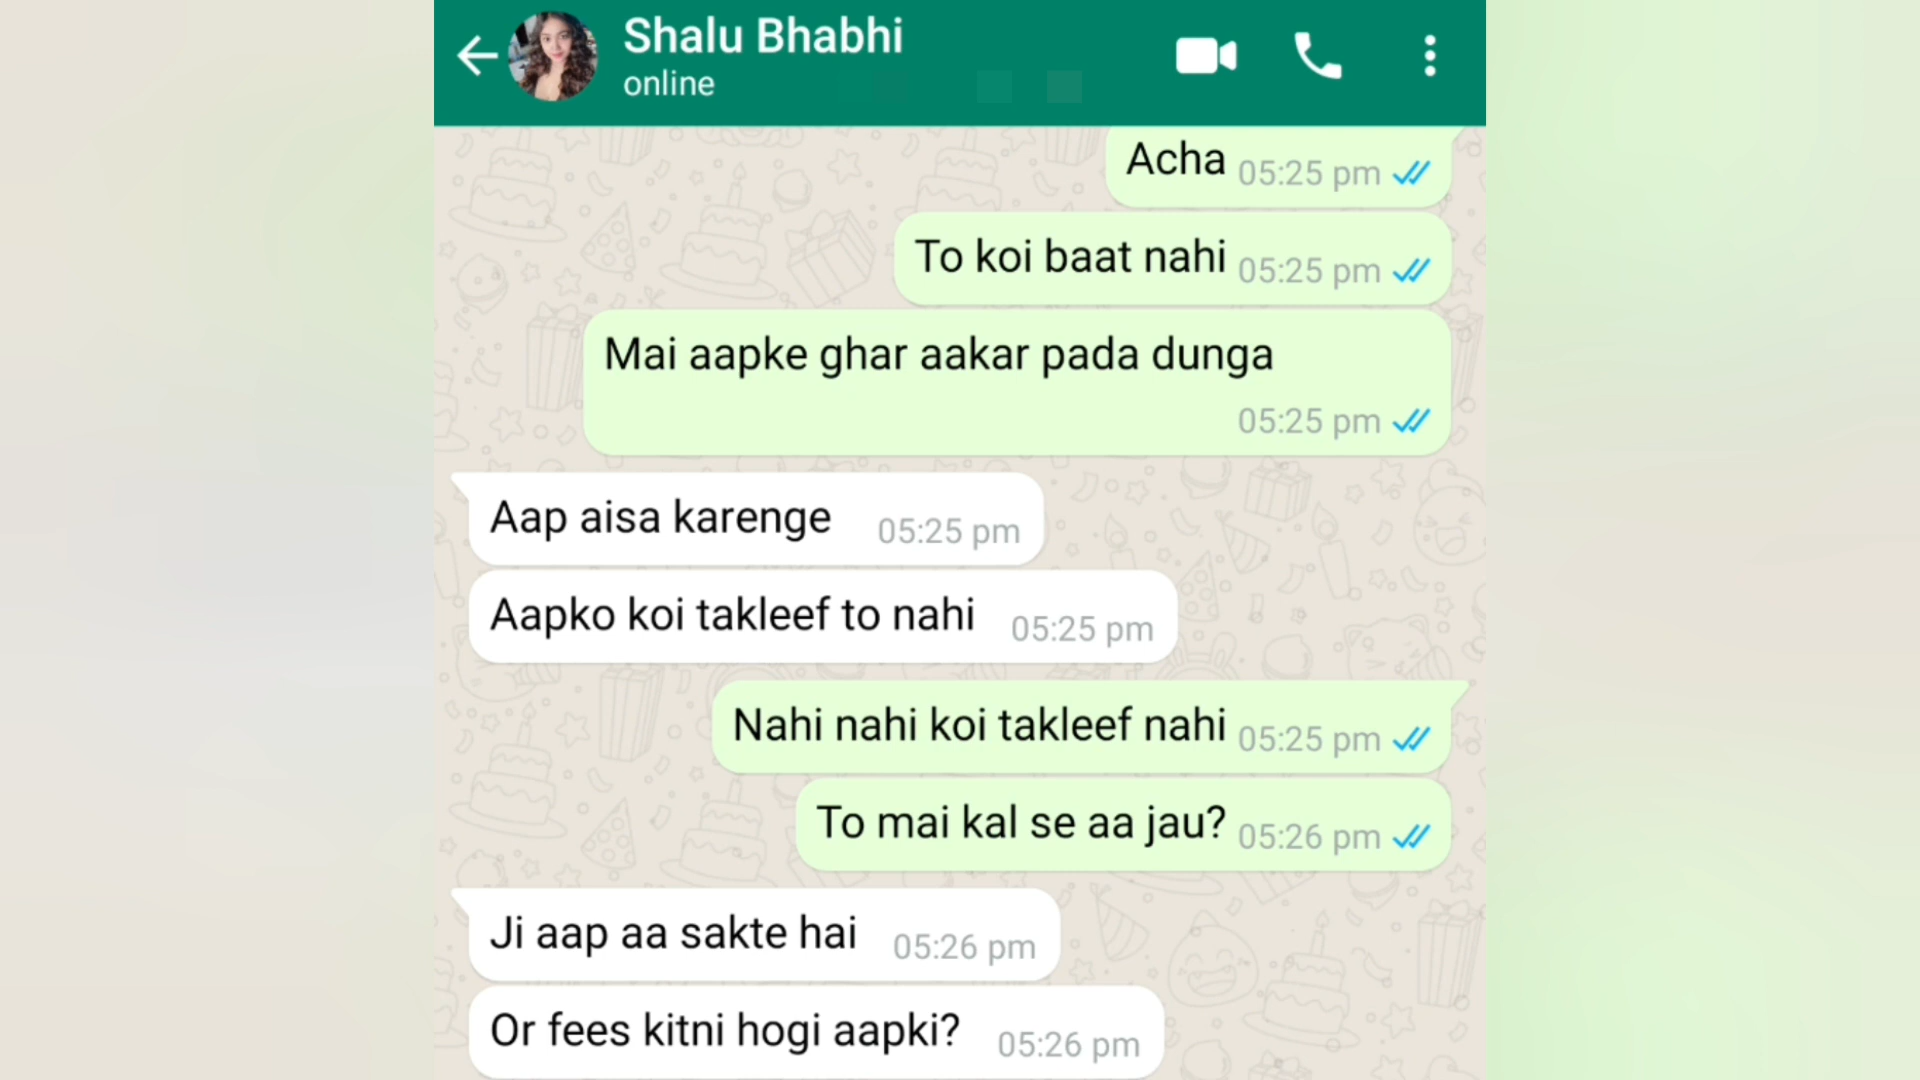 Shalu Bhabhi
online
Acha 05:25 pm
To koi baat nahi 05:25 pm
Mai aapke ghar aakar pada dunga
05:25 pm
Aap aisa karenge 05:25 pm
Aapko koi takleef to nahi 05:25 pm
Nahi nahi koi takleef nahi 05:25 pm
To mai kal se aa jau? 05:26 pm
Ji aap aa sakte hai 05:26 pm
Or fees kitni hogi aapki? 05:26 pm